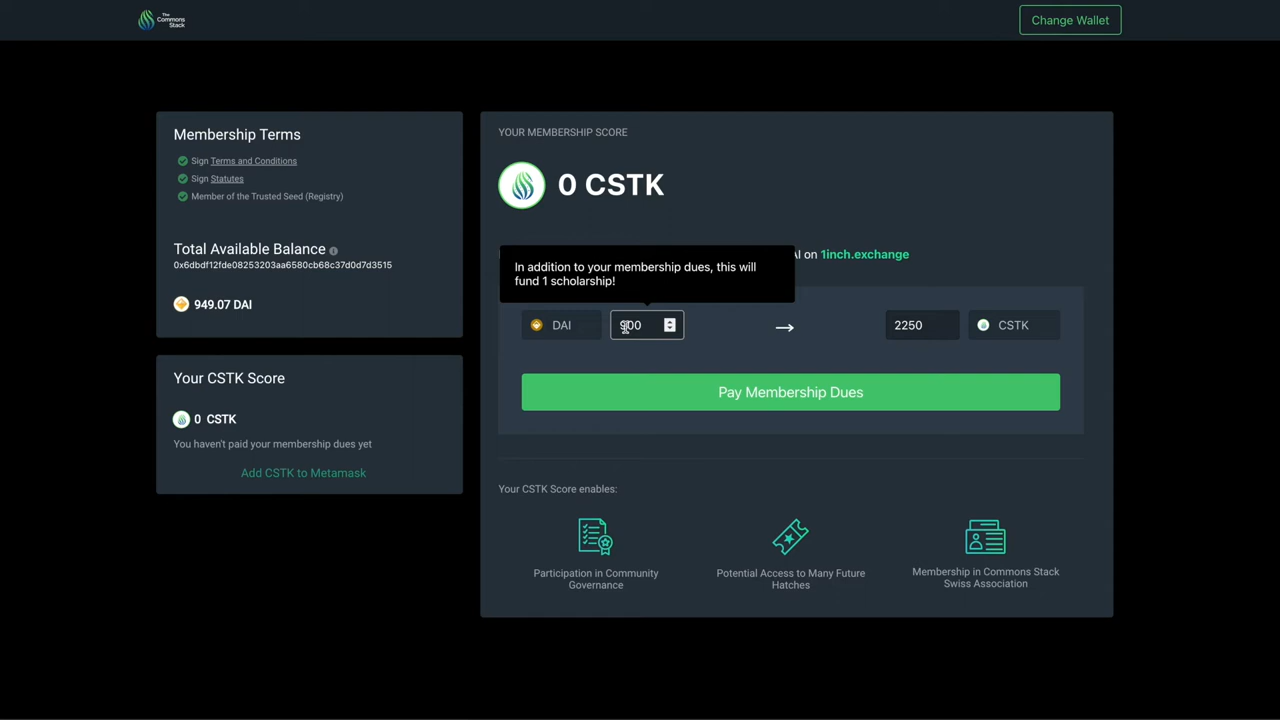 The
Commons
Stack
Change Wallet
Membership Terms
Sign Terms and Conditions
Sign Statutes
Member of the Trusted Seed (Registry)
Total Available Balance
0x6dbdf12fde08253203aa6580cb68c37d0d7d3515
949.07 DAI
Your CSTK Score
0 CSTK
You haven't paid your membership dues yet
Add CSTK to Metamask
YOUR MEMBERSHIP SCORE
0 CSTK
AI on 1inch.exchange
In addition to your membership dues, this will
fund 1 scholarship!
DAI
900
2250
CSTK
Pay Membership Dues
Your CSTK Score enables:
Participation in Community
Governance
Potential Access to Many Future
Hatches
Membership in Commons Stack
Swiss Association